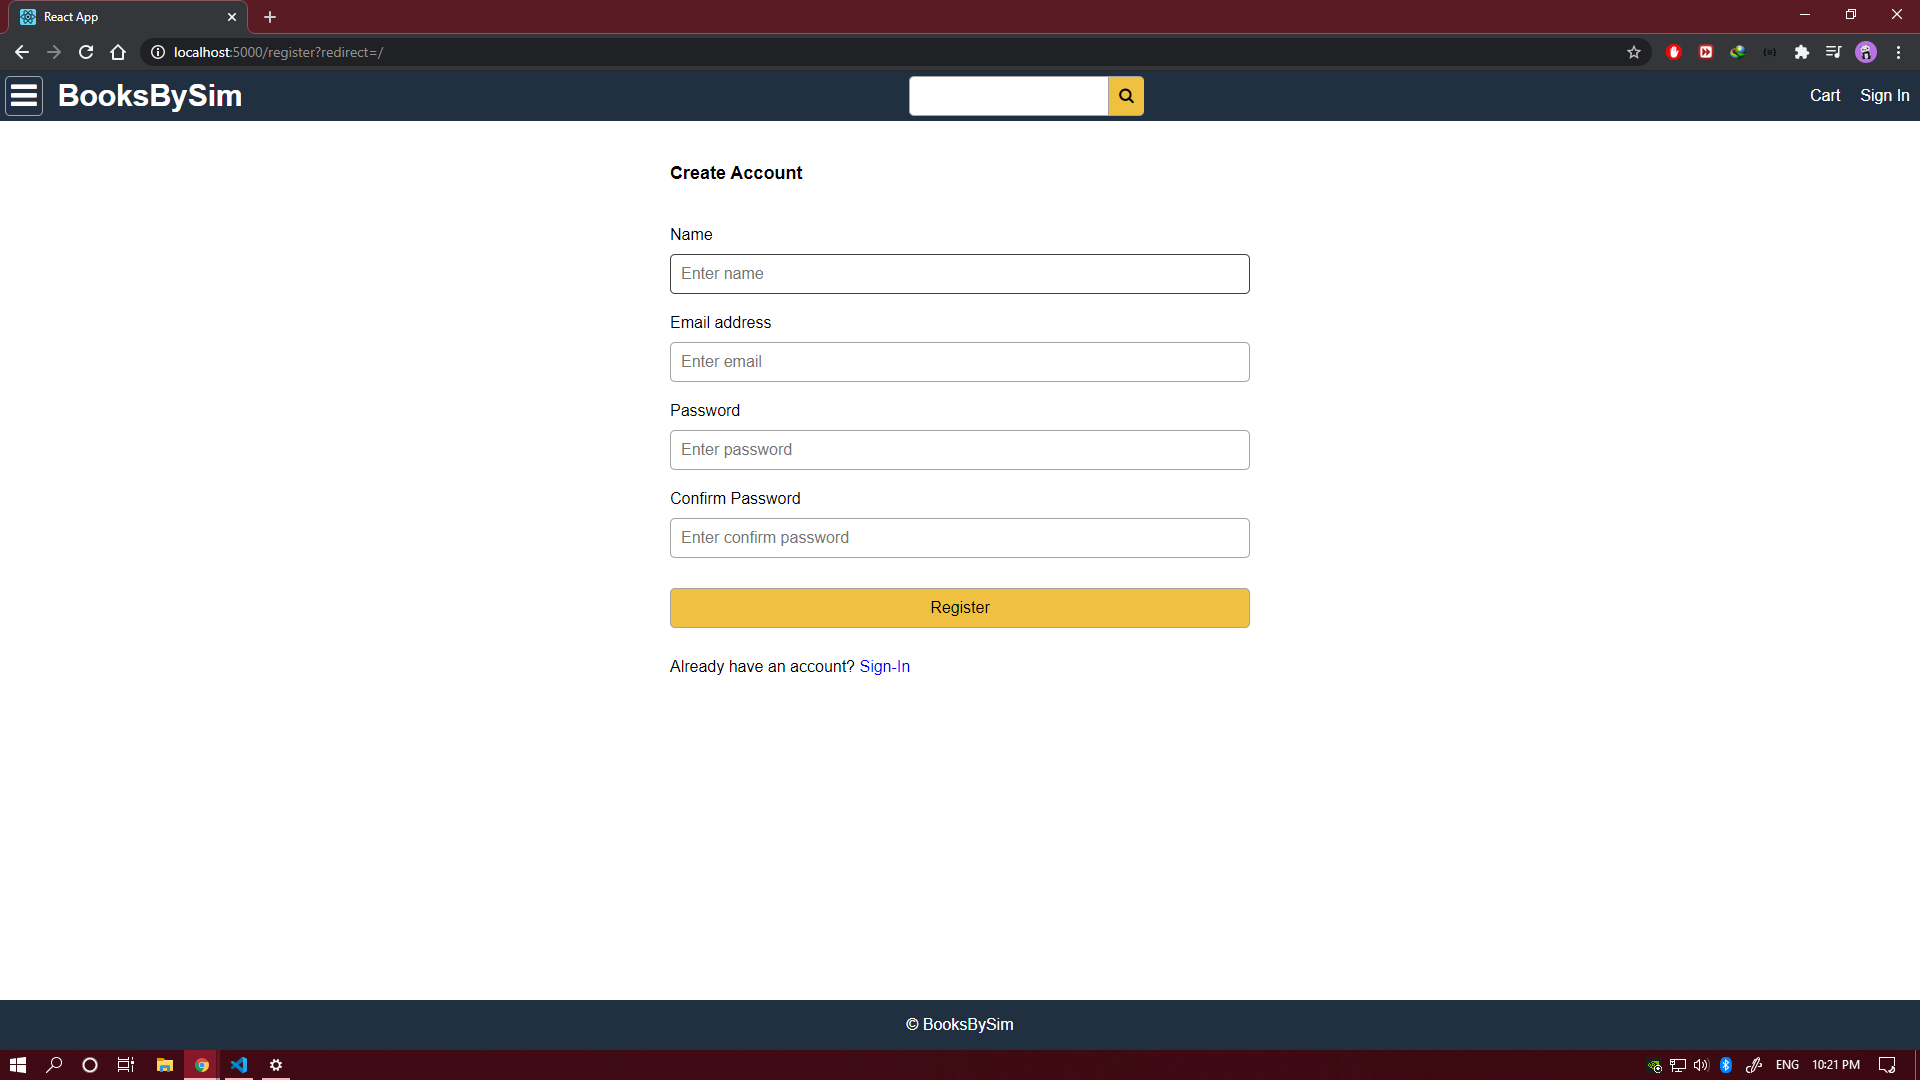 React App
localhost:5000/register?redirect=/
BooksBySim
Cart Sign In
Create Account
Name
Enter name
Email address
Enter email
Password
Enter password
Confirm Password
Enter confirm password
Register
Already have an account? Sign-In
© BooksBySim
ENG 10:21 PM